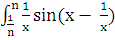 ∫_{1/n}^{n} 1/x sin(x − 1/x)